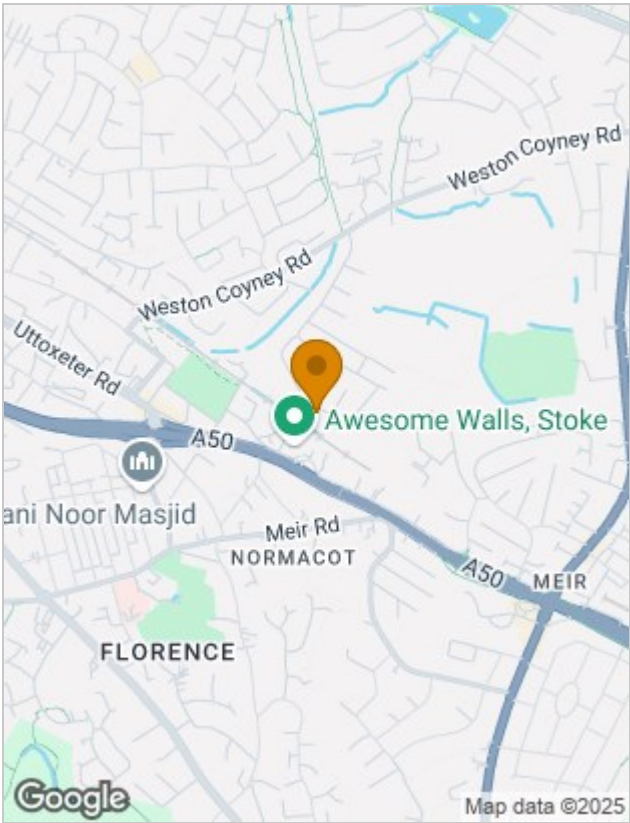 Weston Coyney Rd
Weston Coyney Rd
Uttoxeter Rd
Awesome Walls, Stoke
A50
ani Noor Masjid
Meir Rd
NORMACOT
A50
MEIR
FLORENCE
Google
Map data ©2025